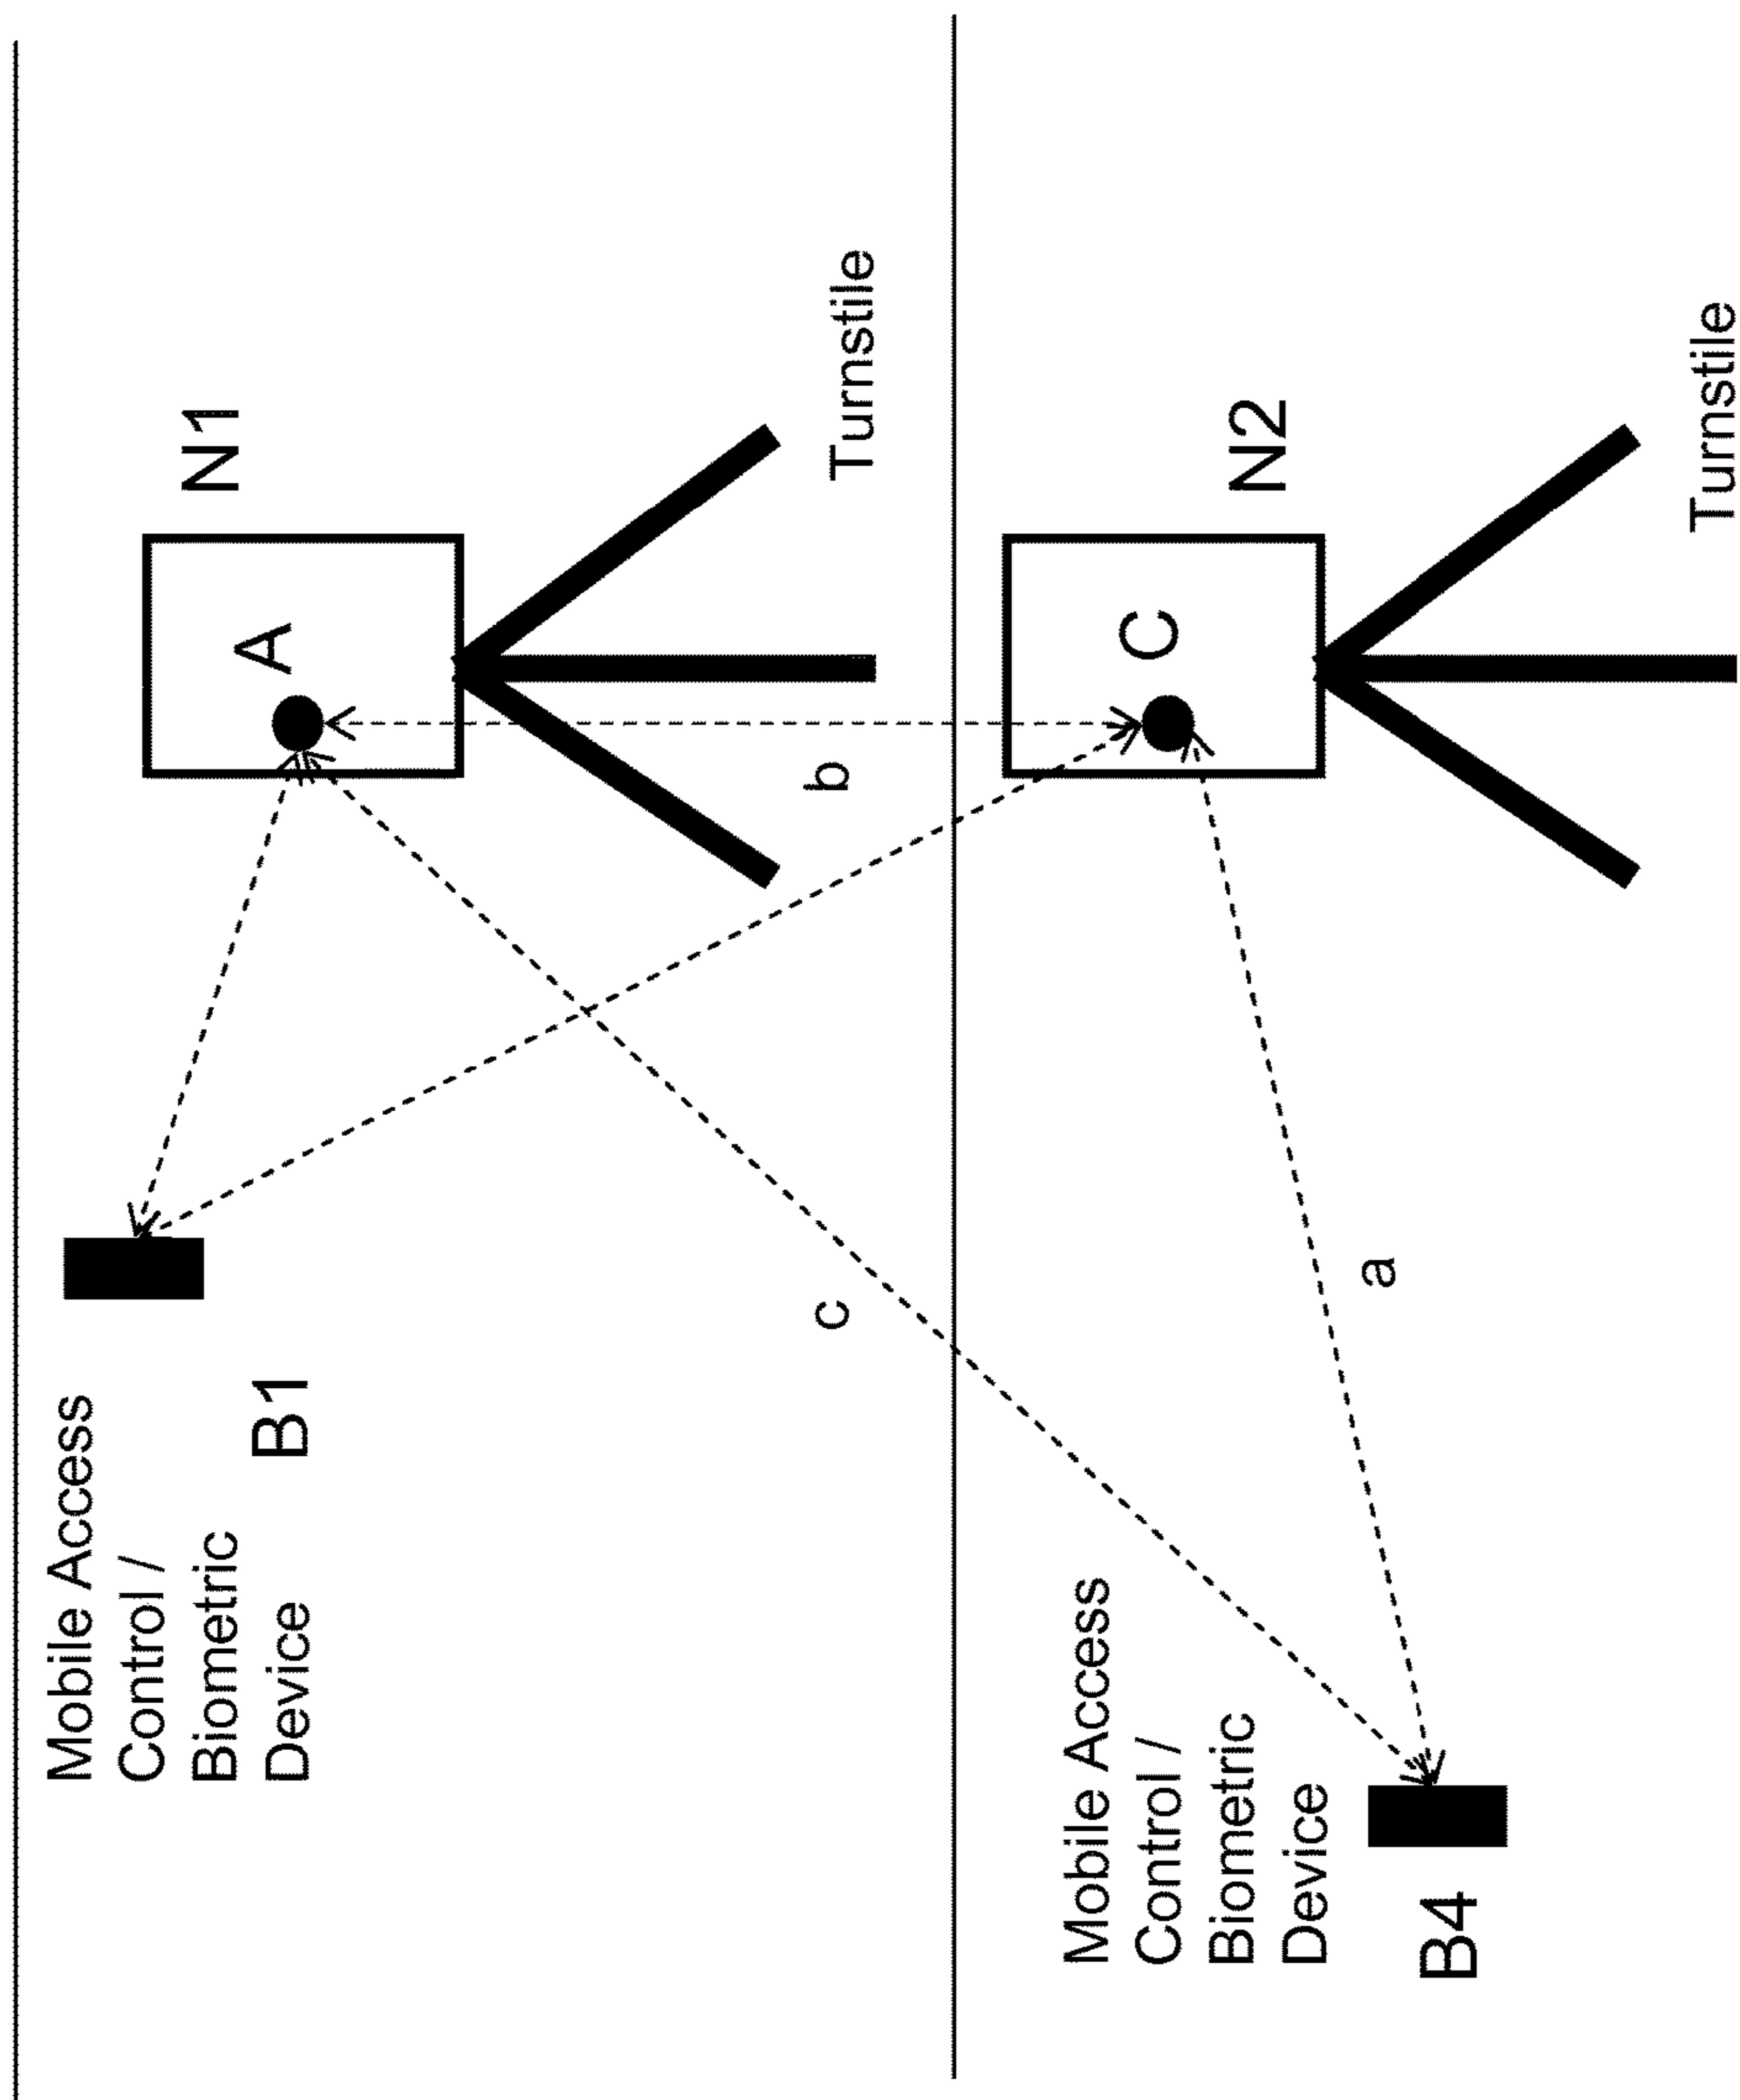 Mobile Access
Control /
Biometric
Device
B1
A
N1
Turnstile
b
c
Mobile Access
Control /
Biometric
Device
B4
a
C
N2
Turnstile